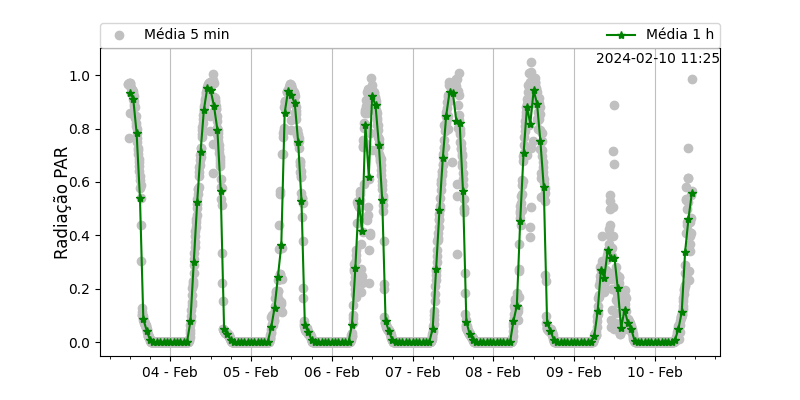 Média 5 min
Média 1 h
2024-02-10 11:25
Radiação PAR
1.0
0.8
0.6
0.4
0.2
0.0
04 - Feb
05 - Feb
06 - Feb
07 - Feb
08 - Feb
09 - Feb
10 - Feb